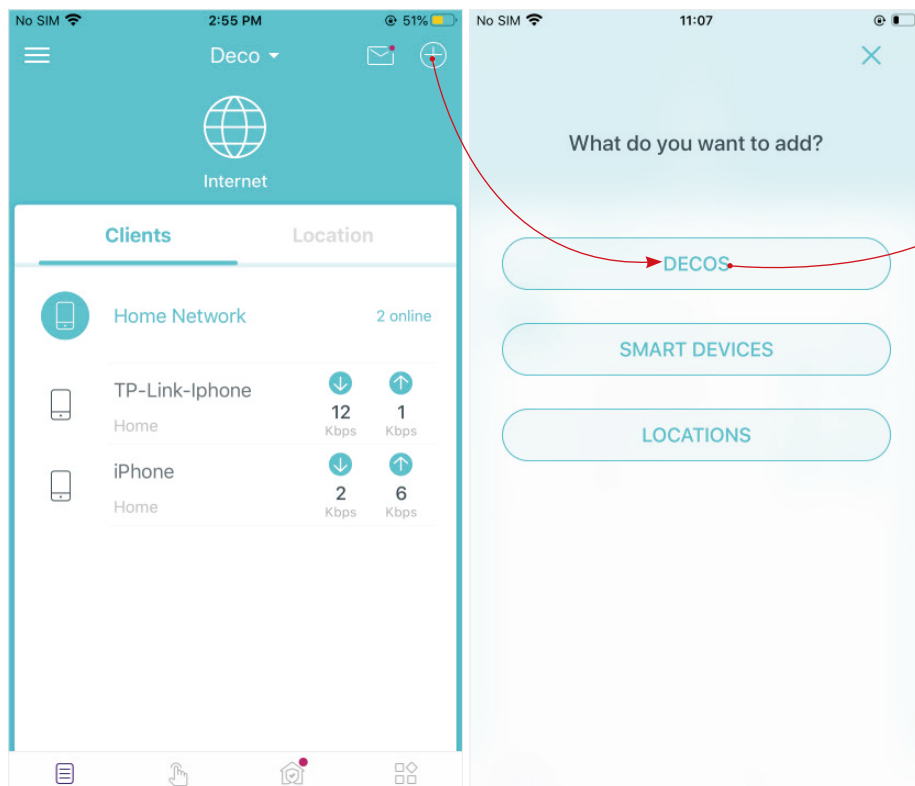 No SIM 2:55 PM 51%
Deco
Internet
Clients Location
Home Network 2 online
TP-Link-Iphone
Home
12 1
Kbps Kbps
iPhone
Home
2 6
Kbps Kbps
No SIM 11:07
What do you want to add?
DECOS
SMART DEVICES
LOCATIONS